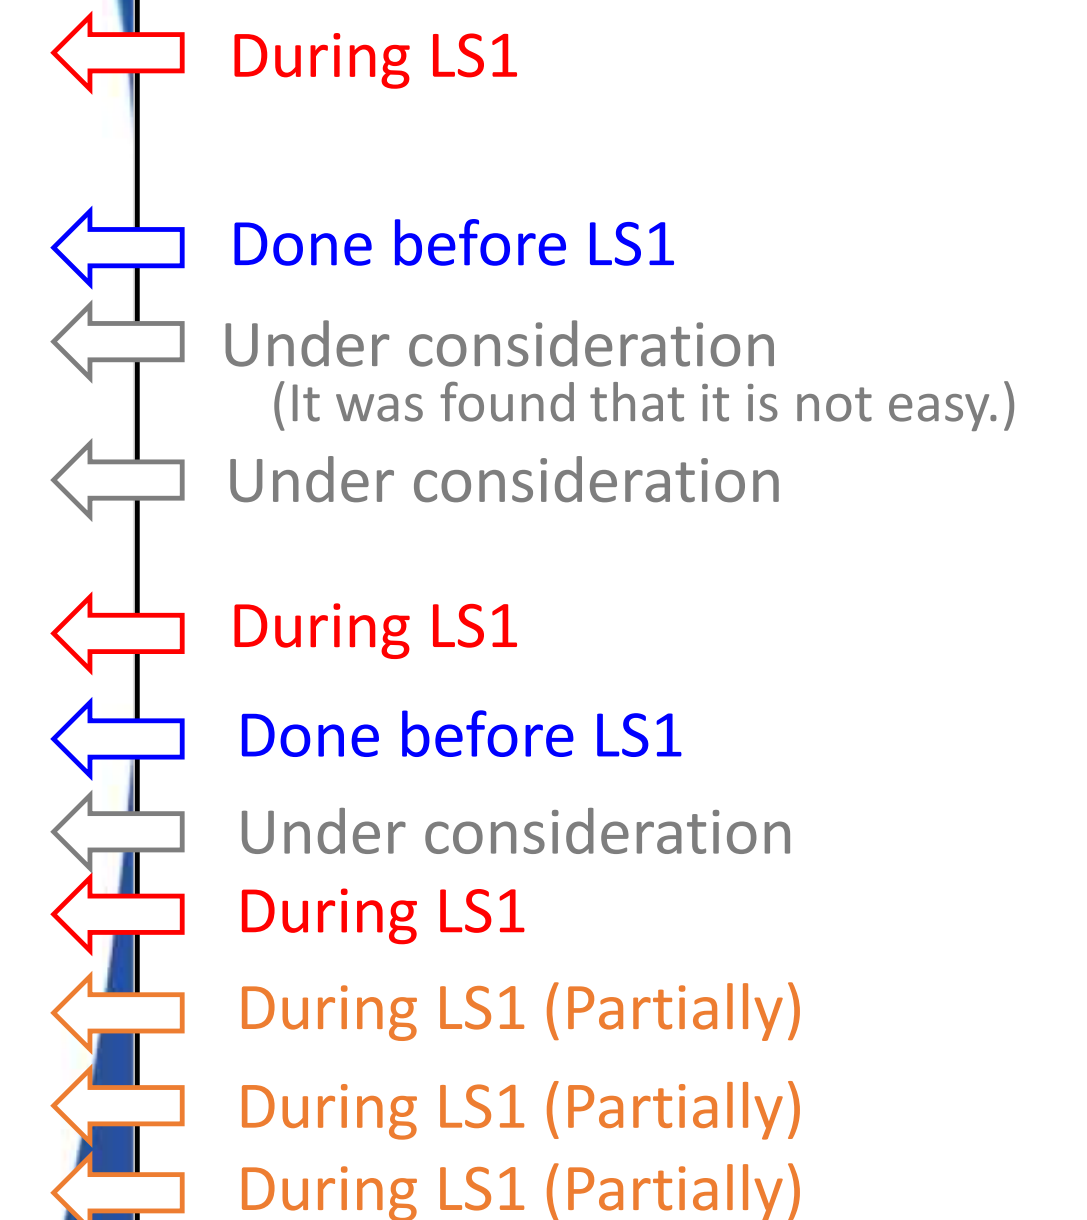 During LS1
Done before LS1
Under consideration
(It was found that it is not easy.)
Under consideration
During LS1
Done before LS1
Under consideration
During LS1
During LS1 (Partially)
During LS1 (Partially)
During LS1 (Partially)